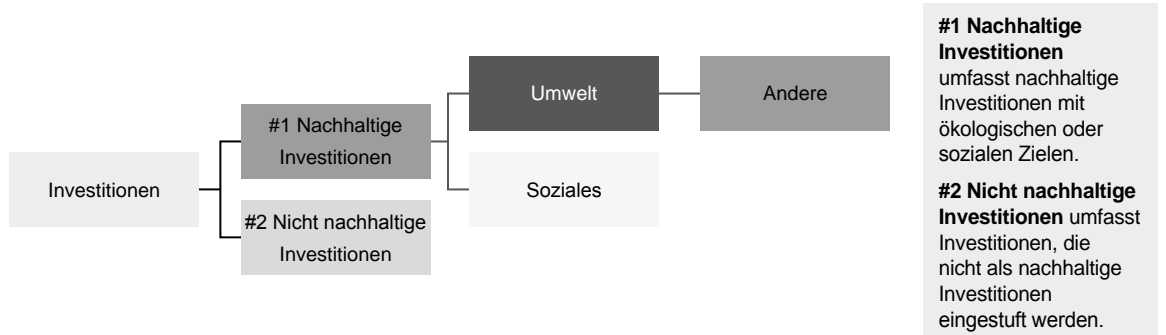 Investitionen
#1 Nachhaltige
Investitionen
#2 Nicht nachhaltige
Investitionen
Umwelt
Soziales
Andere
#1 Nachhaltige
Investitionen
umfasst nachhaltige
Investitionen mit
ökologischen oder
sozialen Zielen.
#2 Nicht nachhaltige
Investitionen umfasst
Investitionen, die
nicht als nachhaltige
Investitionen
eingestuft werden.